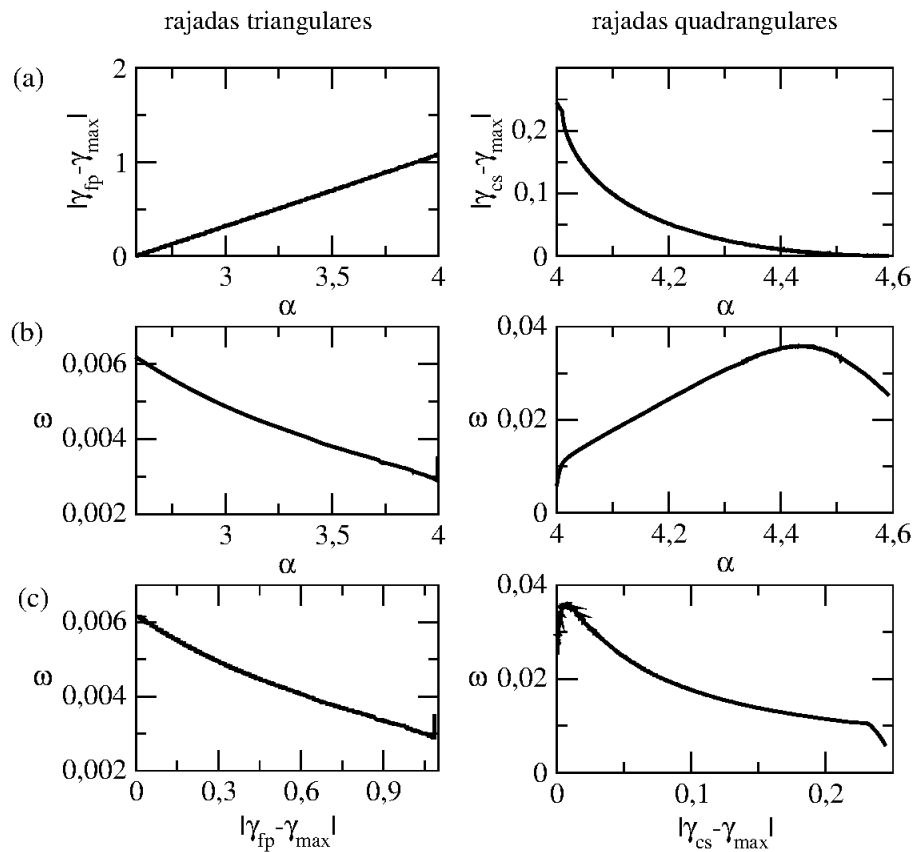 rajadas triangulares
rajadas quadrangulares
(a)
2
1
0
|γfp-γmax|
3
3,5
4
α
0,2
0,1
0
|γcs-γmax|
4
4,2
4,4
4,6
α
(b)
0,006
0,004
0,002
ω
3
3,5
4
α
0,04
0,02
0
ω
4
4,2
4,4
4,6
α
(c)
0,006
0,004
0,002
ω
0
0,3
0,6
0,9
|γfp-γmax|
0,04
0,02
0
ω
0
0,1
0,2
|γcs-γmax|